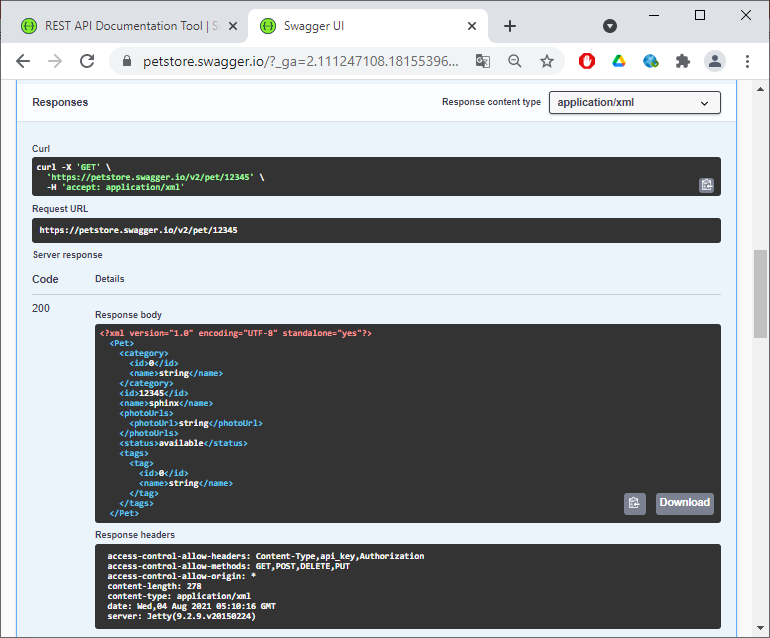 REST API Documentation Tool | S
Swagger UI
petstore.swagger.io/?_ga=2.111247108.18155396...
Responses
Response content type
application/xml
Curl
curl -X 'GET' \
'https://petstore.swagger.io/v2/pet/12345' \
-H 'accept: application/xml'
Request URL
https://petstore.swagger.io/v2/pet/12345
Server response
Code Details
200
Response body
<?xml version="1.0" encoding="UTF-8" standalone="yes"?>
<Pet>
<category>
<id>0</id>
<name>string</name>
</category>
<id>12345</id>
<name>sphinx</name>
<photoUrls>
<photoUrl>string</photoUrl>
</photoUrls>
<status>available</status>
<tags>
<tag>
<id>0</id>
<name>string</name>
</tag>
</tags>
</Pet>
Download
Response headers
access-control-allow-headers: Content-Type,api_key,Authorization
access-control-allow-methods: GET,POST,DELETE,PUT
access-control-allow-origin: *
content-length: 278
content-type: application/xml
date: Wed,04 Aug 2021 05:10:16 GMT
server: Jetty(9.2.9.v20150224)